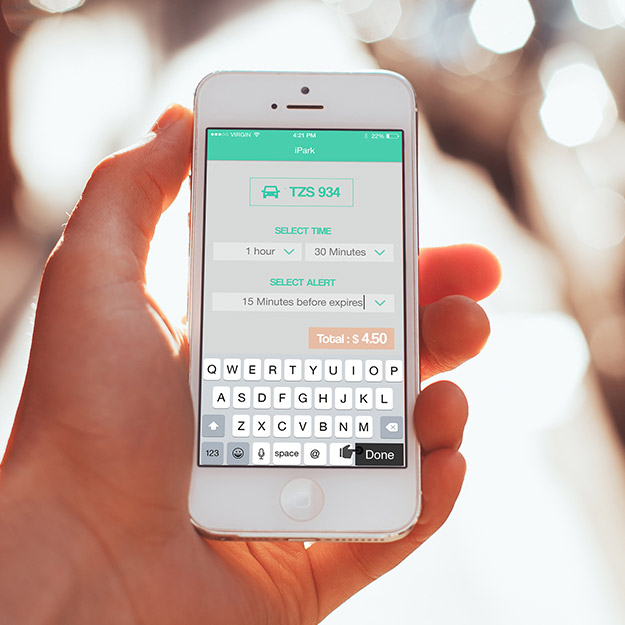 VIRGIN 4:21 PM 22%
iPark
TZS 934
SELECT TIME
1 hour 30 Minutes
SELECT ALERT
15 Minutes before expires
Total : $ 4.50
Q W E R T Y U I O P
A S D F G H J K L
Z X C V B N M
123 space @ Done